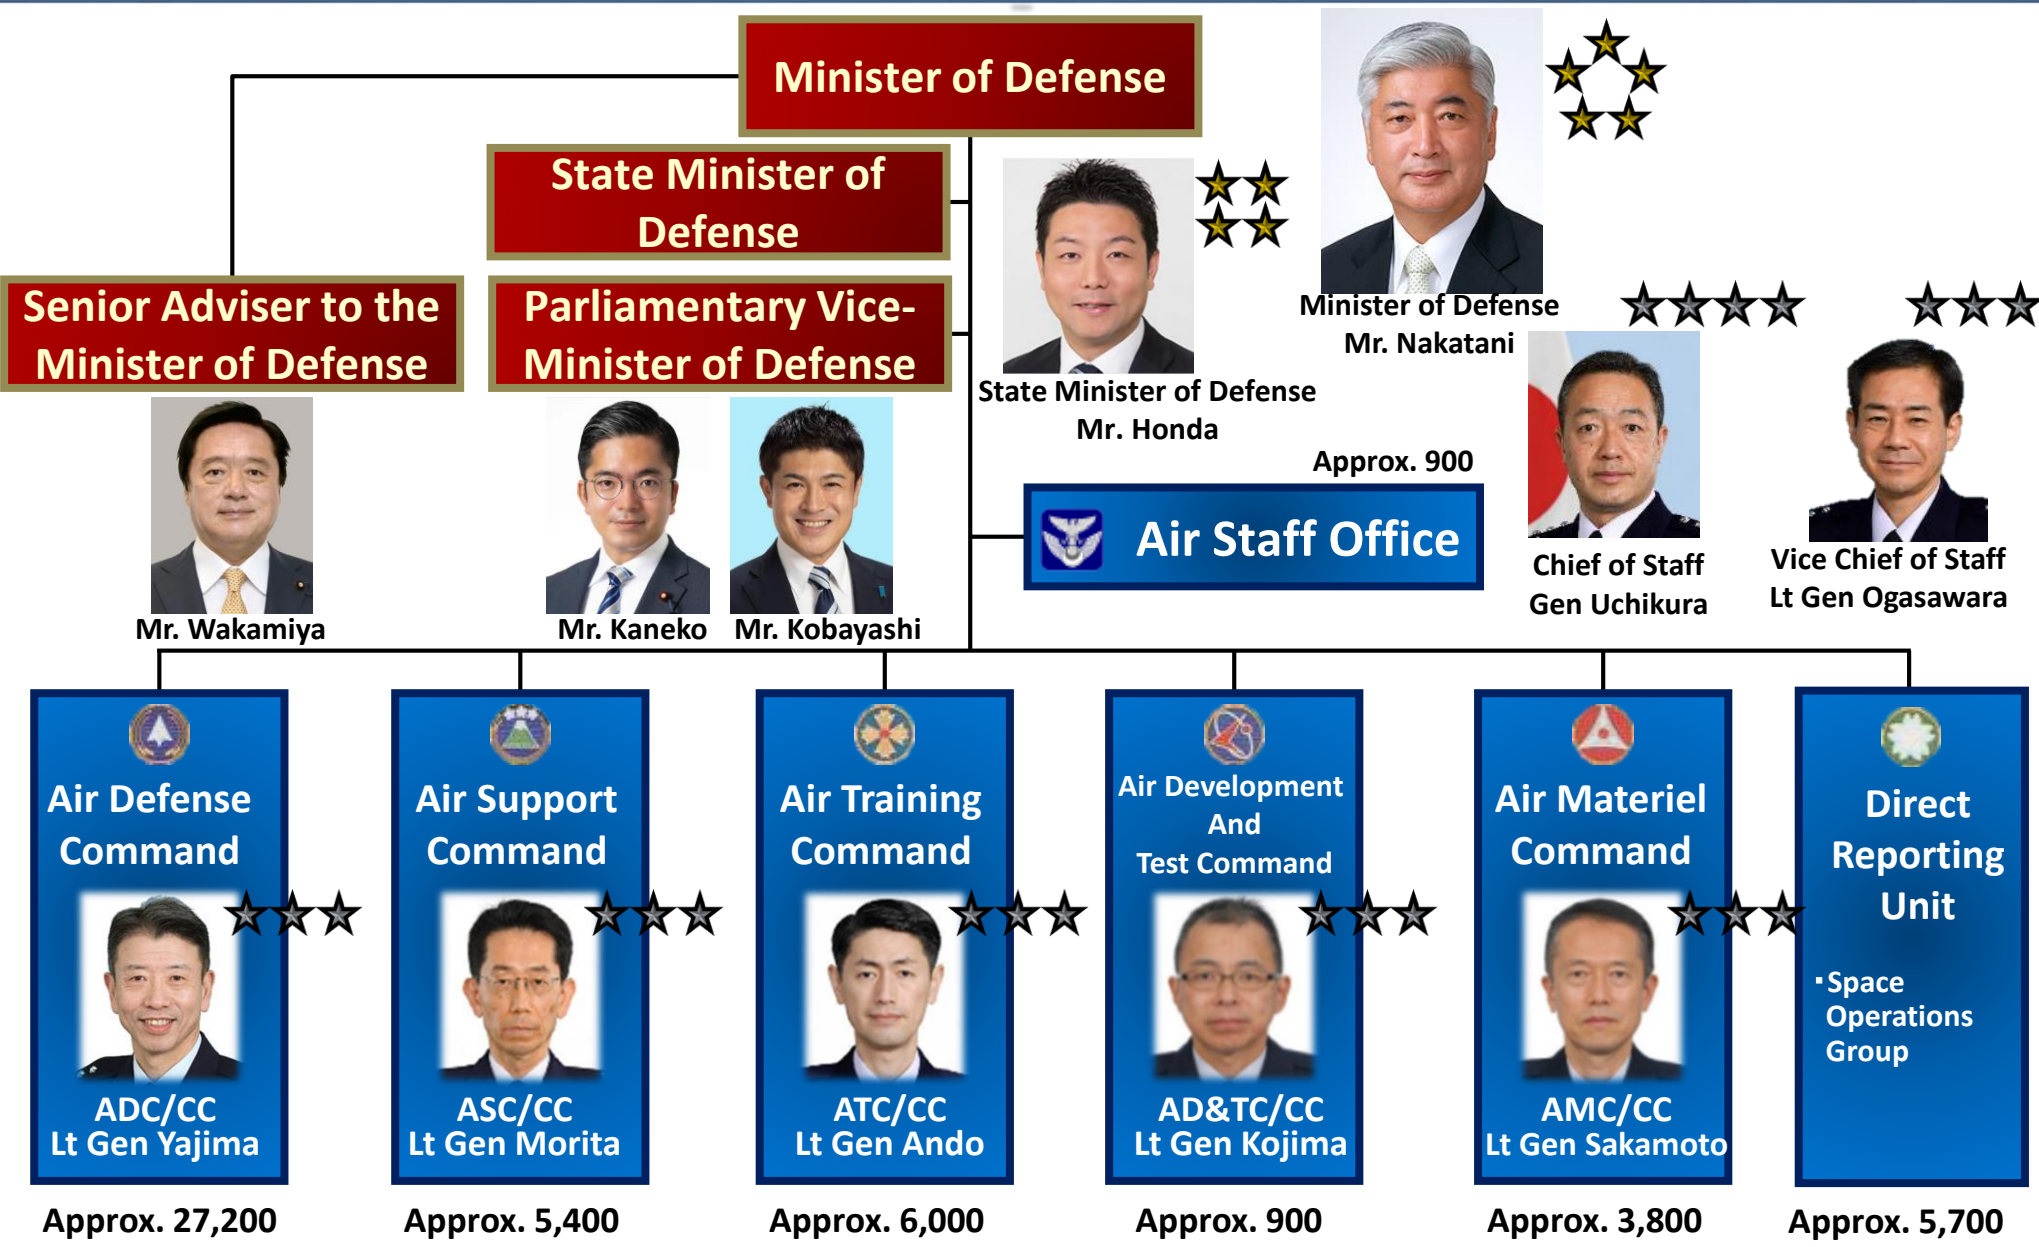 Minister of Defense
State Minister of
Defense
Senior Adviser to the
Minister of Defense
Parliamentary Vice-
Minister of Defense
Minister of Defense
Mr. Nakatani
State Minister of Defense
Mr. Honda
Approx. 900
Air Staff Office
Chief of Staff
Gen Uchikura
Vice Chief of Staff
Lt Gen Ogasawara
Mr. Wakamiya
Mr. Kaneko
Mr. Kobayashi
Air Defense
Command
ADC/CC
Lt Gen Yajima
Approx. 27,200
Air Support
Command
ASC/CC
Lt Gen Morita
Approx. 5,400
Air Training
Command
ATC/CC
Lt Gen Ando
Approx. 6,000
Air Development
And
Test Command
AD&TC/CC
Lt Gen Kojima
Approx. 900
Air Materiel
Command
AMC/CC
Lt Gen Sakamoto
Approx. 3,800
Direct
Reporting
Unit
・Space
Operations
Group
Approx. 5,700